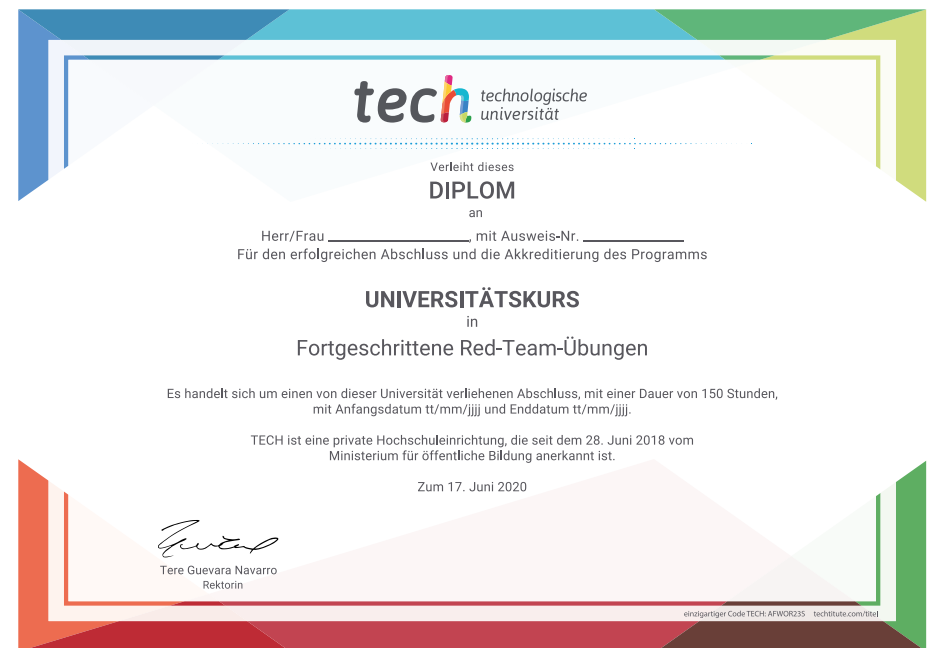 tech technologische
universität
Verleiht dieses
DIPLOM
an
Herr/Frau ____________________, mit Ausweis-Nr. ______________
Für den erfolgreichen Abschluss und die Akkreditierung des Programms
UNIVERSITÄTSKURS
in
Fortgeschrittene Red-Team-Übungen
Es handelt sich um einen von dieser Universität verliehenen Abschluss, mit einer Dauer von 150 Stunden,
mit Anfangsdatum tt/mm/jjjj und Enddatum tt/mm/jjjj.
TECH ist eine private Hochschuleinrichtung, die seit dem 28. Juni 2018 vom
Ministerium für öffentliche Bildung anerkannt ist.
Zum 17. Juni 2020
Tere Guevara Navarro
Rektorin
einzigartiger Code TECH: AFWOR23S techtitute.com/titel